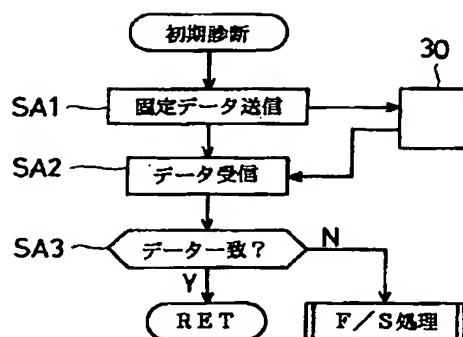 初期診断
30
SA1
固定データ送信
SA2
データ受信
SA3
データ一致?
N
Y
RET
F/S処理